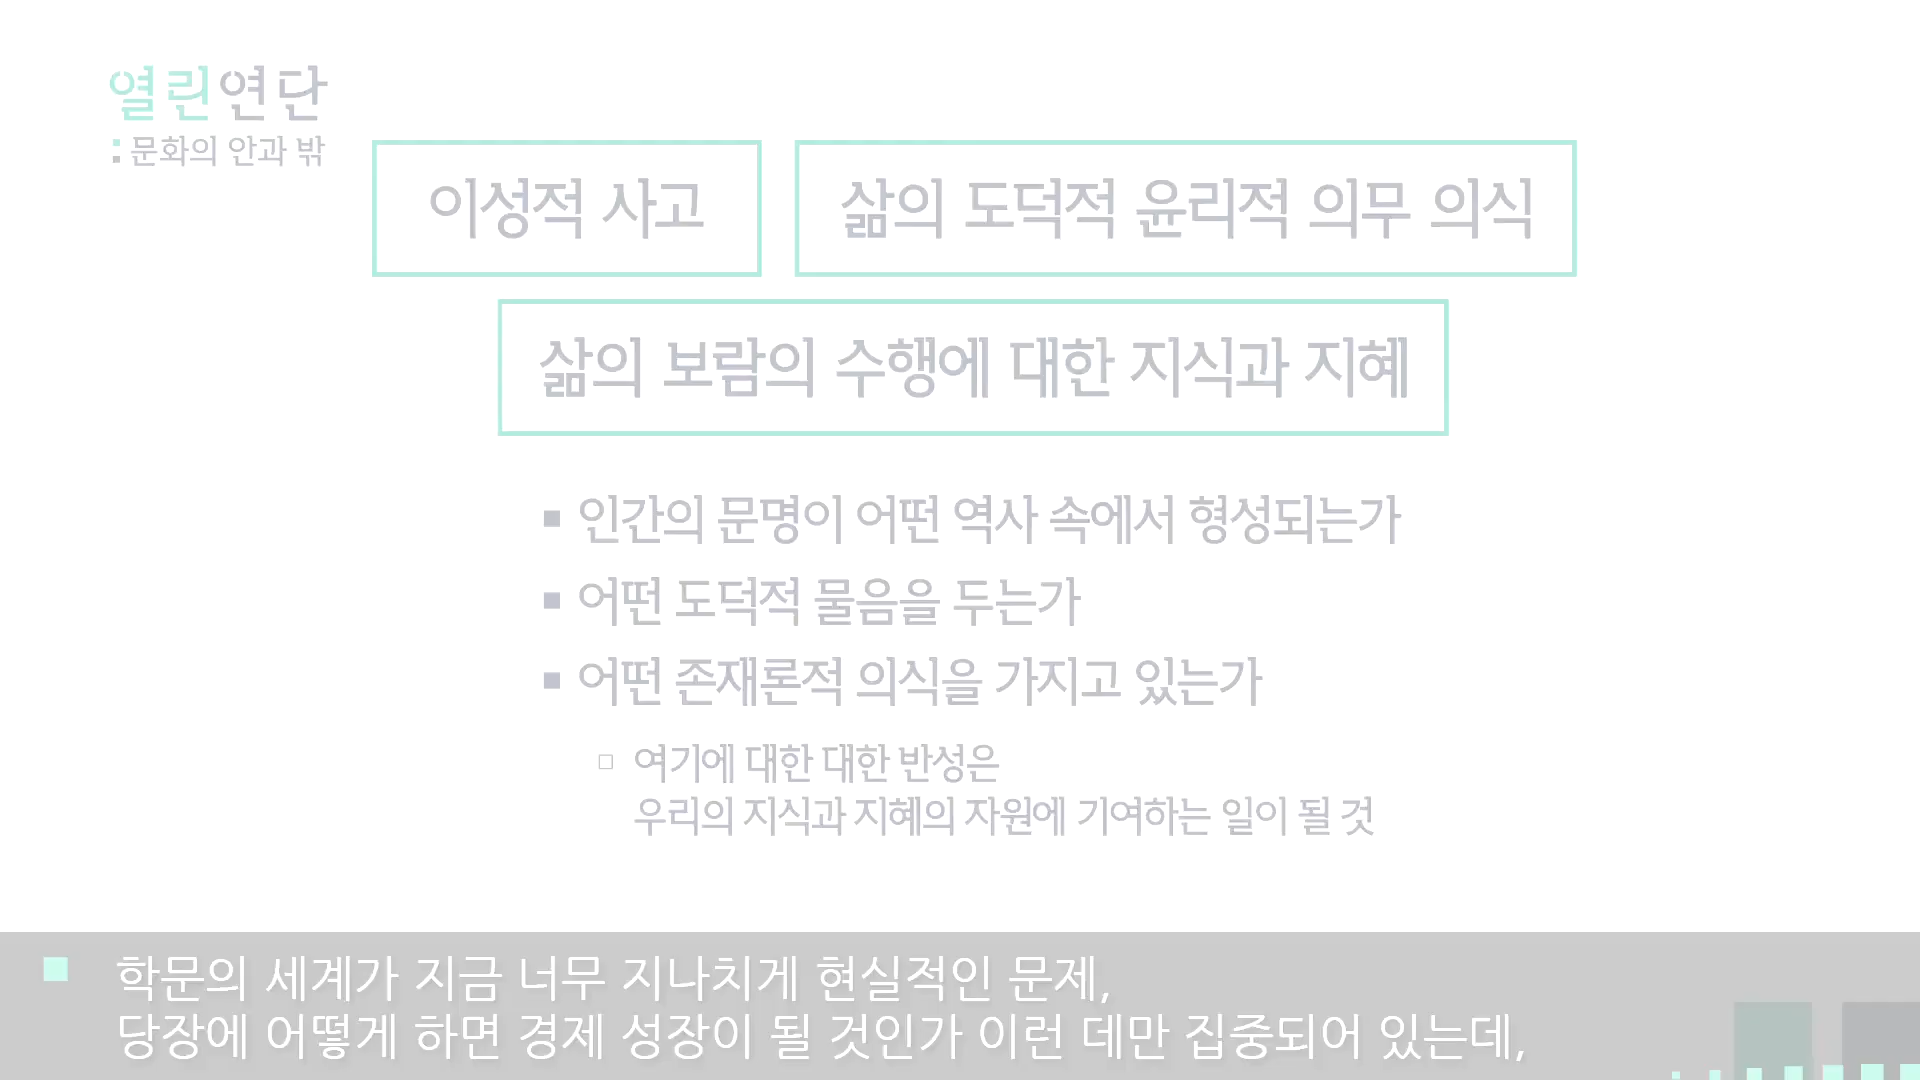 열린연단
문화의 안과 밖
이성적 사고
삶의 도덕적 윤리적 의무 의식
삶의 보람의 수행에 대한 지식과 지혜
인간의 문명이 어떤 역사 속에서 형성되는가
어떤 도덕적 물음을 두는가
어떤 존재론적 의식을 가지고 있는가
여기에 대한 대한 반성은
우리의 지식과 지혜의 자원에 기여하는 일이 될 것
학문의 세계가 지금 너무 지나치게 현실적인 문제,
당장에 어떻게 하면 경제 성장이 될 것인가 이런 데만 집중되어 있는데,